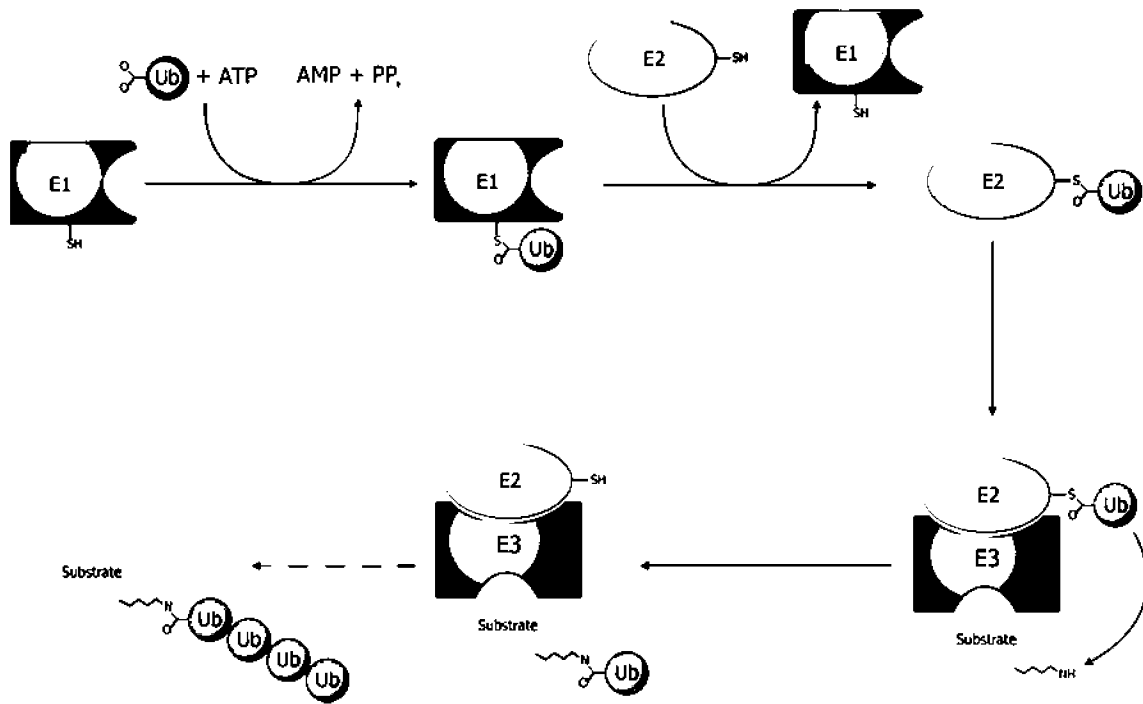 O
O
Ub + ATP
AMP + PPi
E2
SH
E1
SH
E1
SH
E1
S
O
Ub
E2
S
O
Ub
E2
SH
E3
E2
S
O
Ub
E3
Substrate
N
O
Ub
Ub
Ub
Ub
Substrate
N
O
Ub
Substrate
NH